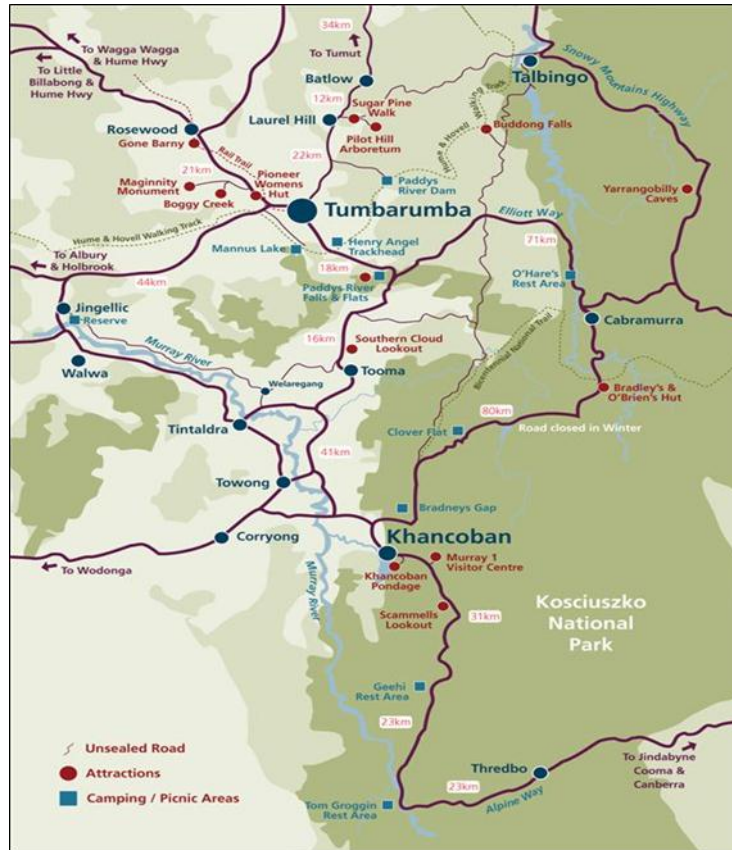 34km
To Wagga Wagga
& Hume Hwy
To Tumut
To Little
Billabong &
Hume Hwy
Batlow
Talbingo
Snowy
Mountains Highway
12km
Sugar Pine
Walk
Laurel Hill
Pilot Hill
Arboretum
Hume & Hovell Walking Track
Buddong Falls
Rosewood
Gone Barny
Rail Trail
22km
21km
Pioneer
Womens
Hut
Maginnity
Monument
Boggy Creek
Paddys
River Dam
Yarrangobilly
Caves
Tumbarumba
Elliott Way
Hume & Hovell Walking Track
Mannus Lake
Henry Angel
Trackhead
71km
To Albury
& Holbrook
44km
18km
Paddys River
Falls & Flats
O'Hare's
Rest Area
Jingellic
Reserve
Cabramurra
16km
Southern Cloud
Lookout
Bicentennial National Trail
Murray River
Walwa
Welaregang
Tooma
Bradley's &
O'Brien's Hut
80km
Tintaldra
Clover Flat
Road closed in Winter
41km
Towong
Bradneys Gap
Corryong
Khancoban
To Wodonga
Murray 1
Visitor Centre
Khancoban
Pondage
Murray River
Scammells
Lookout
31km
Kosciuszko
National
Park
Geehi
Rest Area
23km
Unsealed Road
Attractions
Camping / Picnic Areas
Thredbo
To Jindabyne
Cooma &
Canberra
23km
Alpine Way
Tom Groggin
Rest Area